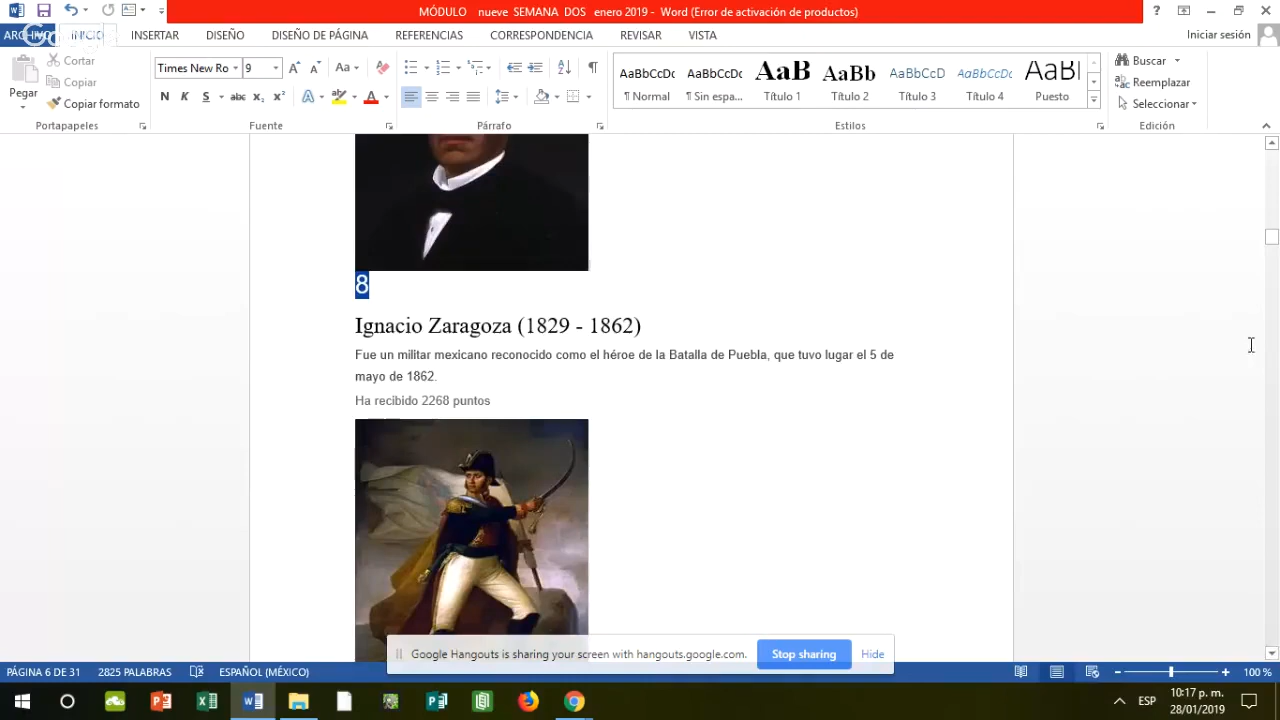 MÓDULO nueve SEMANA DOS enero 2019 - Word (Error de activación de productos)
ARCHIVO INICIO INSERTAR DISEÑO DISEÑO DE PÁGINA REFERENCIAS CORRESPONDENCIA REVISAR VISTA Iniciar sesión
Pegar
Cortar
Copiar
Copiar formato
Portapapeles
Times New Ro 9
N K S abc x₂ x²
Fuente
Párrafo
AaBbCcDc AaBbCcDc AaB AaBb AaBbCcD AaBbCcDc AaBbCcI
¶ Normal ¶ Sin espa... Título 1 Título 2 Título 3 Título 4 Puesto
Estilos
Buscar
Reemplazar
Seleccionar
Edición
8
Ignacio Zaragoza (1829 - 1862)
Fue un militar mexicano reconocido como el héroe de la Batalla de Puebla, que tuvo lugar el 5 de
mayo de 1862.
Ha recibido 2268 puntos
Google Hangouts is sharing your screen with hangouts.google.com. Stop sharing Hide
PÁGINA 6 DE 31 2825 PALABRAS ESPAÑOL (MÉXICO) 100 %
ESP
10:17 p. m.
28/01/2019